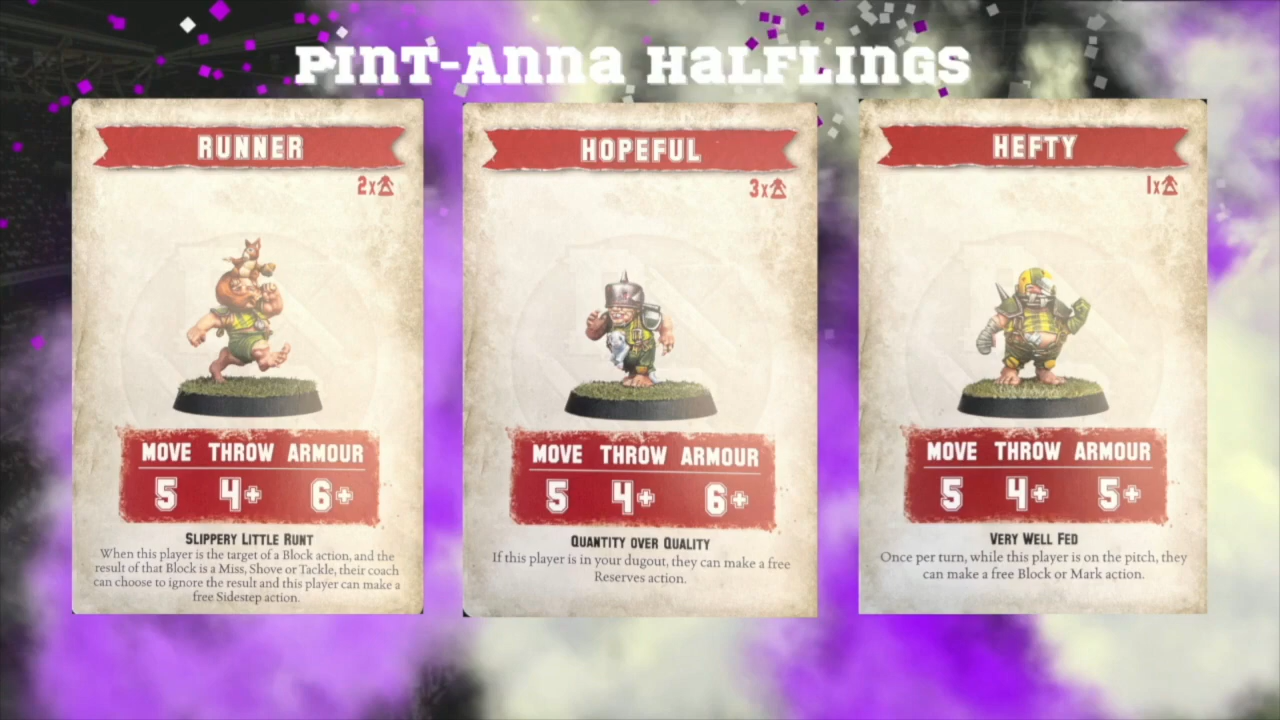 PINT-ANNA HALFLINGS
RUNNER
2x
MOVE THROW ARMOUR
5 4+ 6+
SLIPPERY LITTLE RUNT
When this player is the target of a Block action, and the
result of that Block is a Miss, Shove or Tackle, their coach
can choose to ignore the result and this player can make a
free Sidestep action.
HOPEFUL
3x
MOVE THROW ARMOUR
5 4+ 6+
QUANTITY OVER QUALITY
If this player is in your dugout, they can make a free
Reserves action.
HEFTY
1x
MOVE THROW ARMOUR
5 4+ 5+
VERY WELL FED
Once per turn, while this player is on the pitch, they
can make a free Block or Mark action.